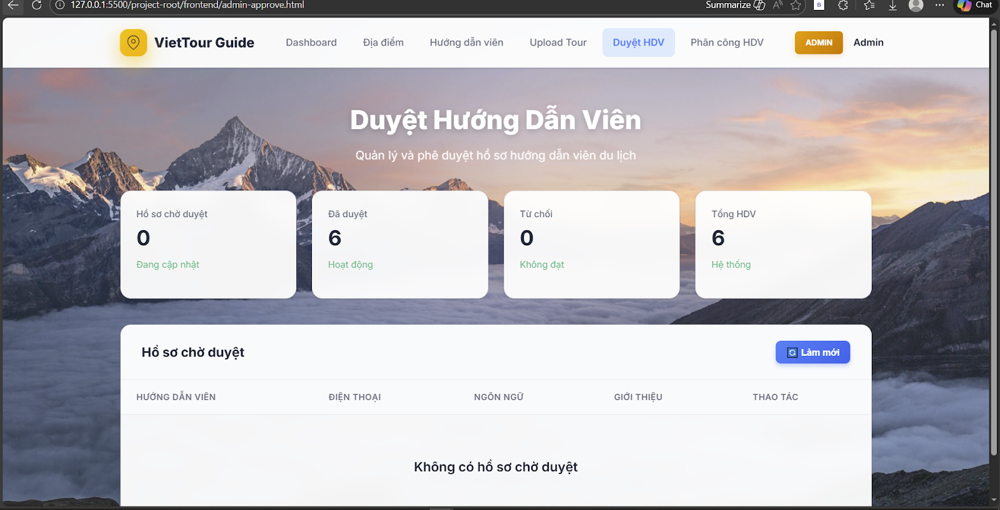 127.0.0.1:5500/project-root/frontend/admin-approve.html
Summarize
B
Chat
VietTour Guide
Dashboard
Địa điểm
Hướng dẫn viên
Upload Tour
Duyệt HDV
Phân công HDV
ADMIN
Admin
Duyệt Hướng Dẫn Viên
Quản lý và phê duyệt hồ sơ hướng dẫn viên du lịch
Hồ sơ chờ duyệt
0
Đang cập nhật
Đã duyệt
6
Hoạt động
Từ chối
0
Không đạt
Tổng HDV
6
Hệ thống
Hồ sơ chờ duyệt
Làm mới
HƯỚNG DẪN VIÊN
ĐIỆN THOẠI
NGÔN NGỮ
GIỚI THIỆU
THAO TÁC
Không có hồ sơ chờ duyệt